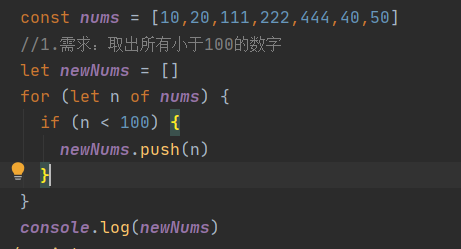 const nums = [10,20,111,222,444,40,50]
//1.需求：取出所有小于100的数字
let newNums = []
for (let n of nums) {
if (n < 100) {
newNums.push(n)
}
}
console.log(newNums)